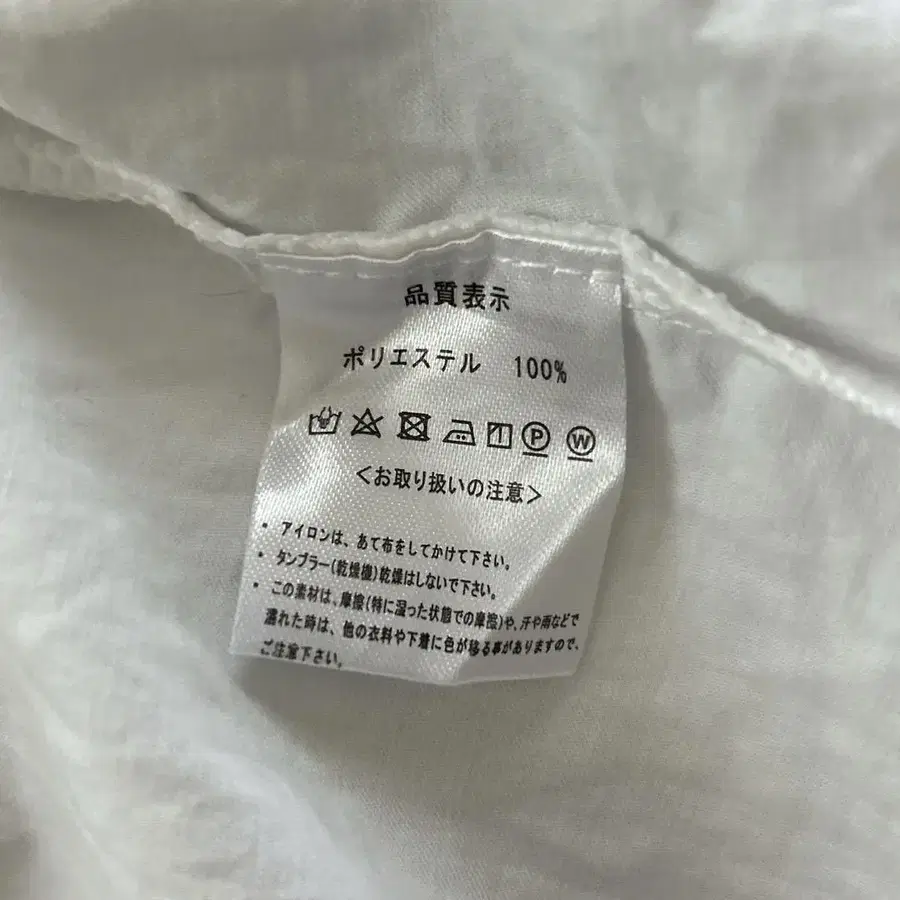 品質表示
ポリエステル 100%
P W
<お取り扱いの注意>
・アイロンは、あて布をしてかけて下さい。
・タンブラー(乾燥機)乾燥はしないで下さい。
・この素材は、摩擦(特に湿った状態での摩擦)や、汗や雨などで
濡れた時は、他の衣料や下着に色が移る事がありますので、
ご注意下さい。